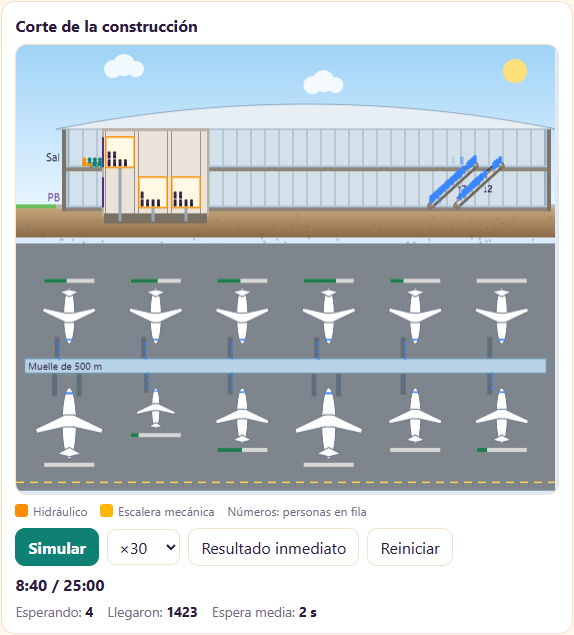 Corte de la construcción
Sal
PB
12
12
Muelle de 500 m
Hidráulico Escalera mecánica Números: personas en fila
Simular ×30 Resultado inmediato Reiniciar
8:40 / 25:00
Esperando: 4 Llegaron: 1423 Espera media: 2 s